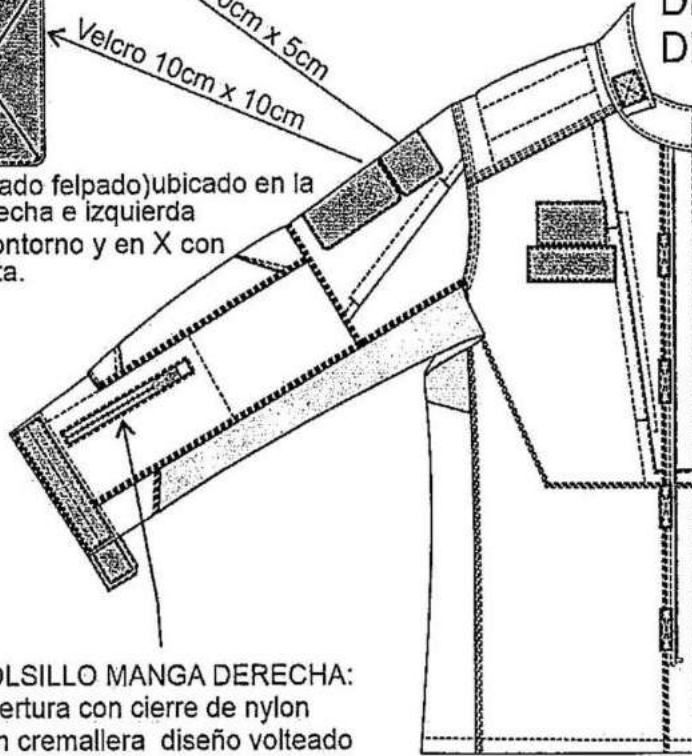 0cm x 5cm
Velcro 10cm x 10cm
ado felpado)ubicado en la
echa e izquierda
ontorno y en X con
ta.
OLSILLO MANGA DERECHA:
ertura con cierre de nylon
n cremallera diseño volteado